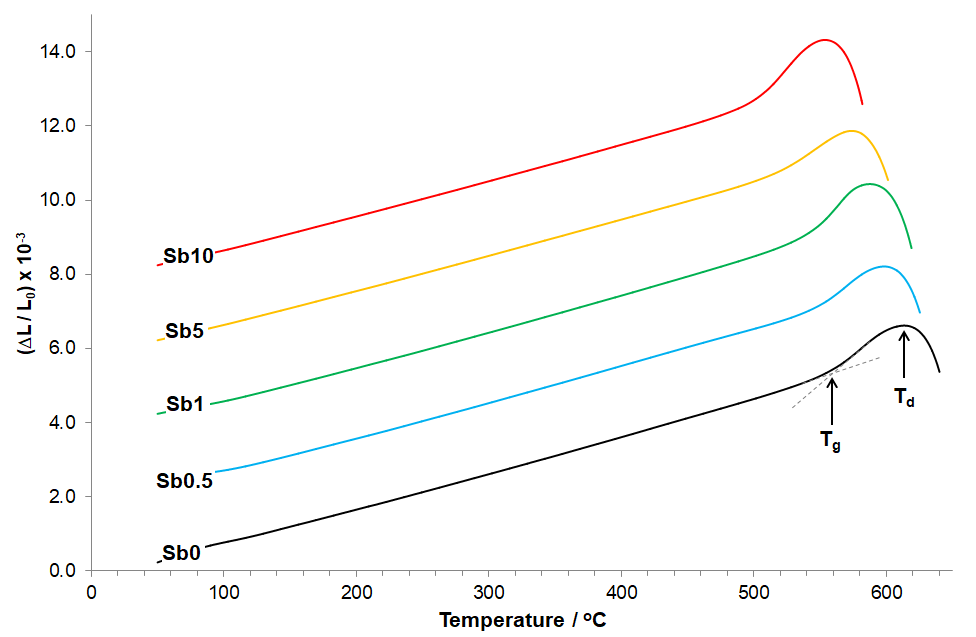 14.0
12.0
10.0
8.0
6.0
4.0
2.0
0.0
(ΔL / L₀) x 10⁻³
Sb10
Sb5
Sb1
Sb0.5
Sb0
Td
Tg
0 100 200 300 400 500 600
Temperature / ºC